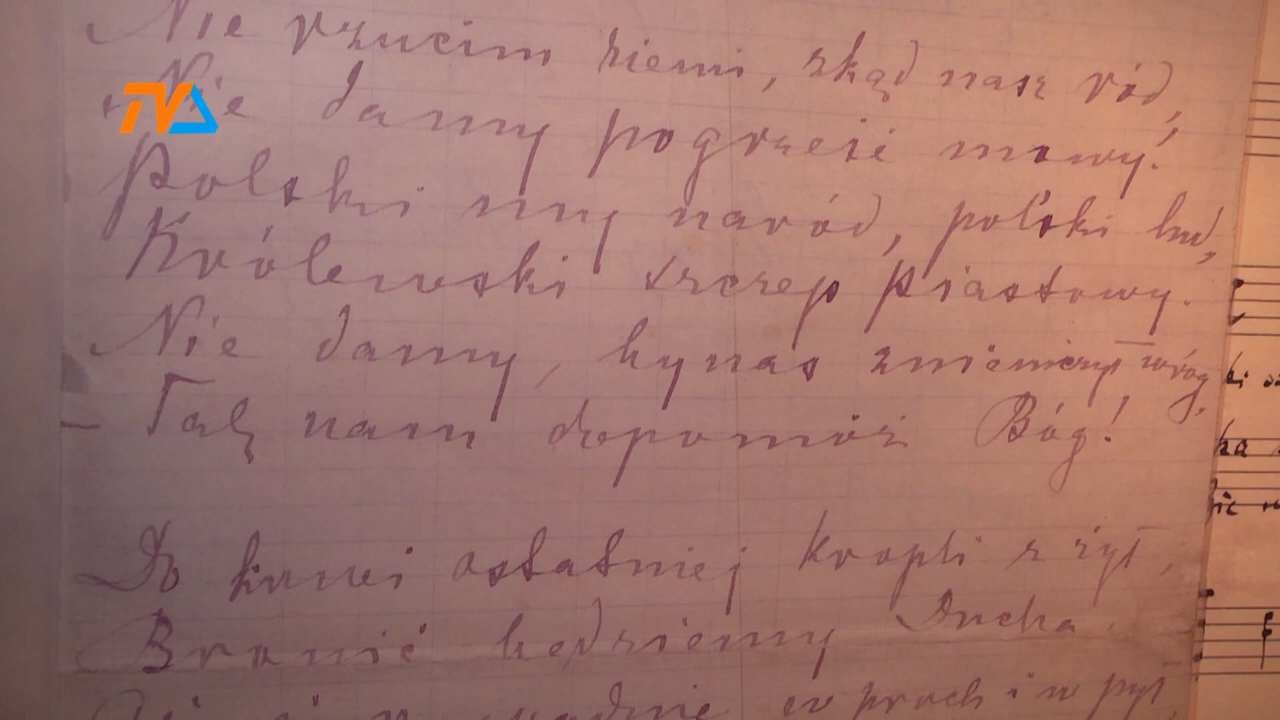 TVA
Nie rzucim ziemi, skąd nasz ród,
Nie damy pogrześć mowy!
Polski my naród, polski lud,
Królewski szczep Piastowy.
Nie damy, by nas zniemczył wróg,
– Tak nam dopomóż Bóg!
Do krwi ostatniej kropli z żył,
Bronić będziemy Ducha
w proch i w pył